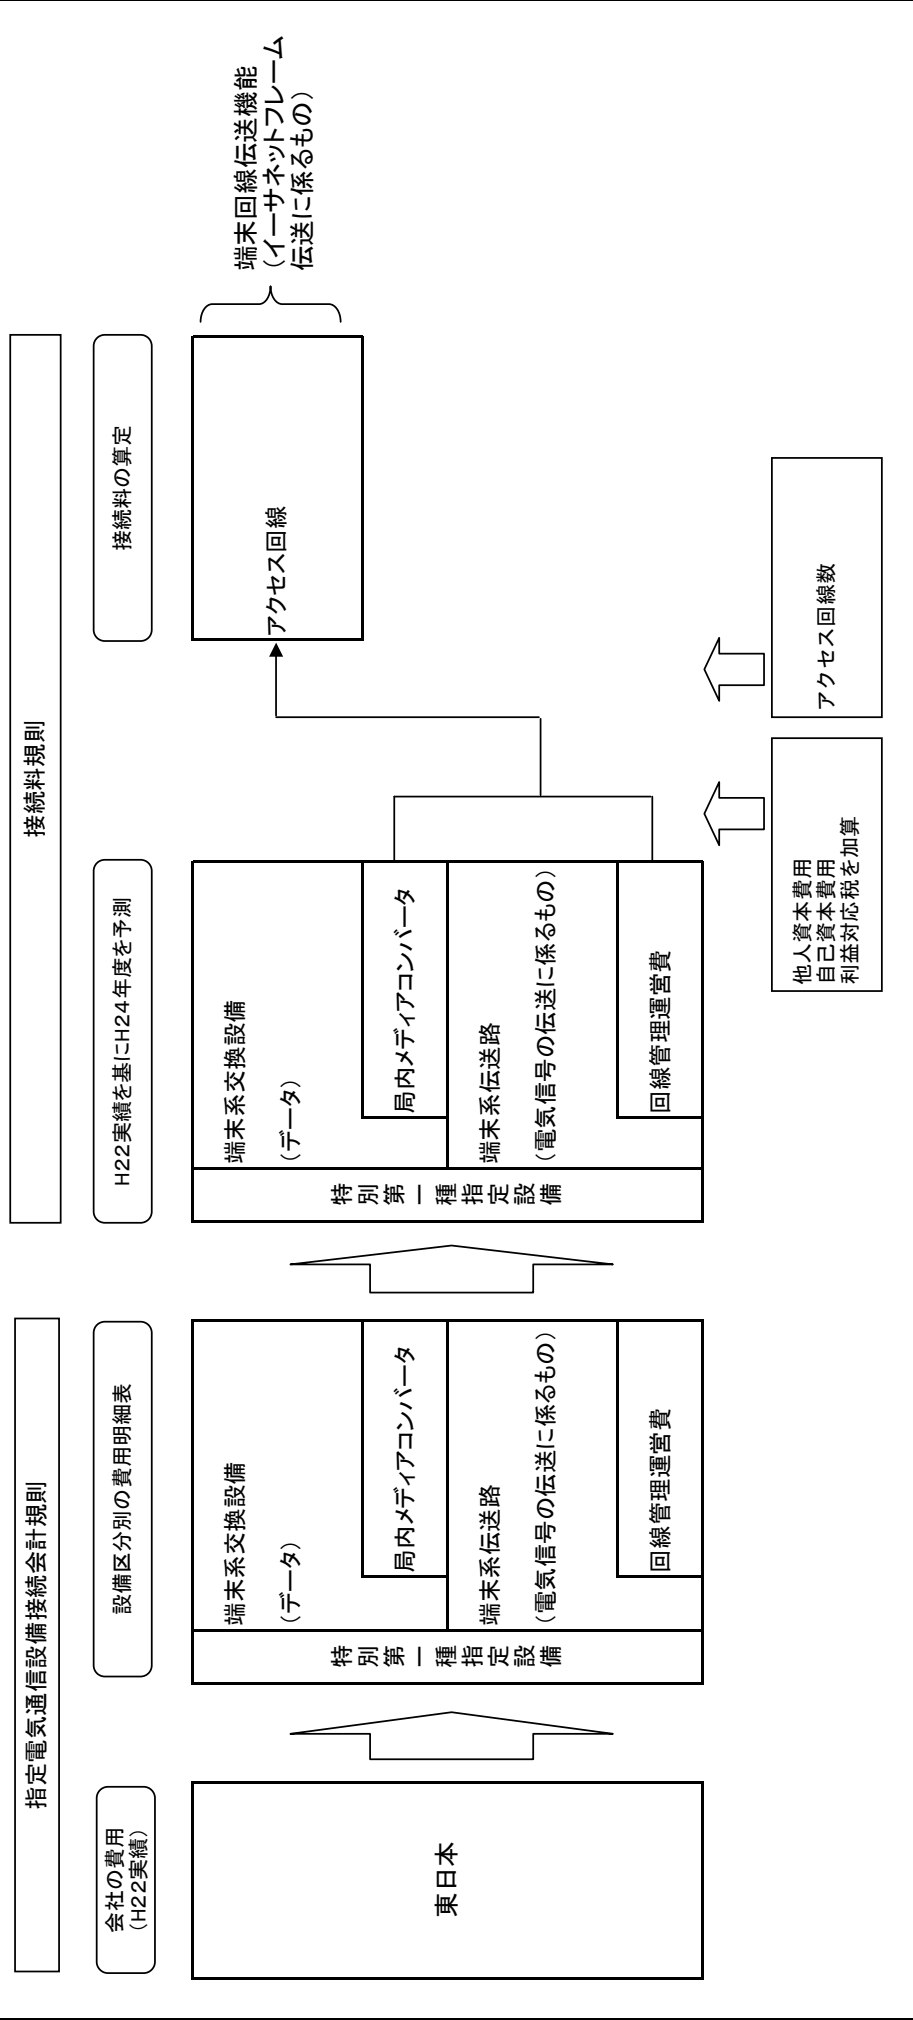 指定電気通信設備接続会計規則
接続料規則
会社の費用
（H22実績）
設備区分別の費用明細表
H22実績を基にH24年度を予測
接続料の算定
東日本
特別第一種指定設備
端末系交換設備
（データ）
局内メディアコンバータ
端末系伝送路
（電気信号の伝送に係るもの）
回線管理運営費
特別第一種指定設備
端末系交換設備
（データ）
局内メディアコンバータ
端末系伝送路
（電気信号の伝送に係るもの）
回線管理運営費
アクセス回線
端末回線伝送機能
（イーサネットフレーム
伝送に係るもの）
他人資本費用
自己資本費用
利益対応税を加算
アクセス回線数